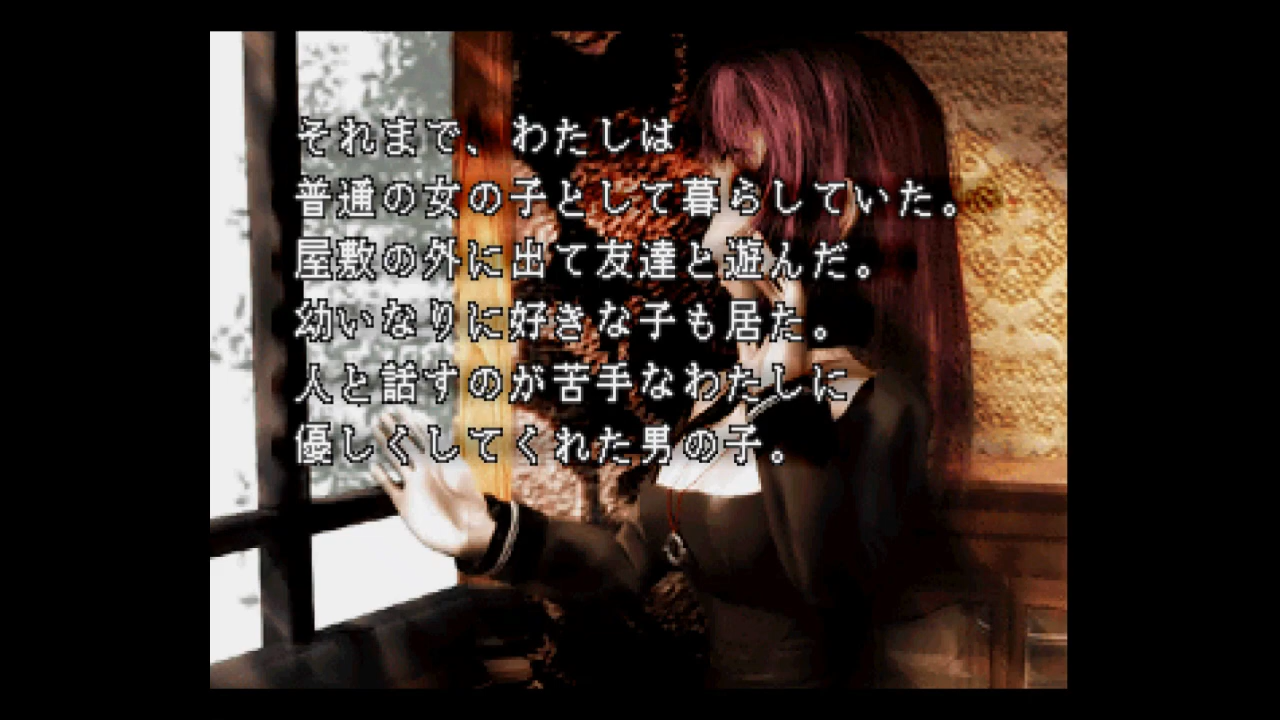 それまで、わたしは
普通の女の子として暮らしていた。
屋敷の外に出て友達と遊んだ。
幼いなりに好きな子も居た。
人と話すのが苦手なわたしに
優しくしてくれた男の子。